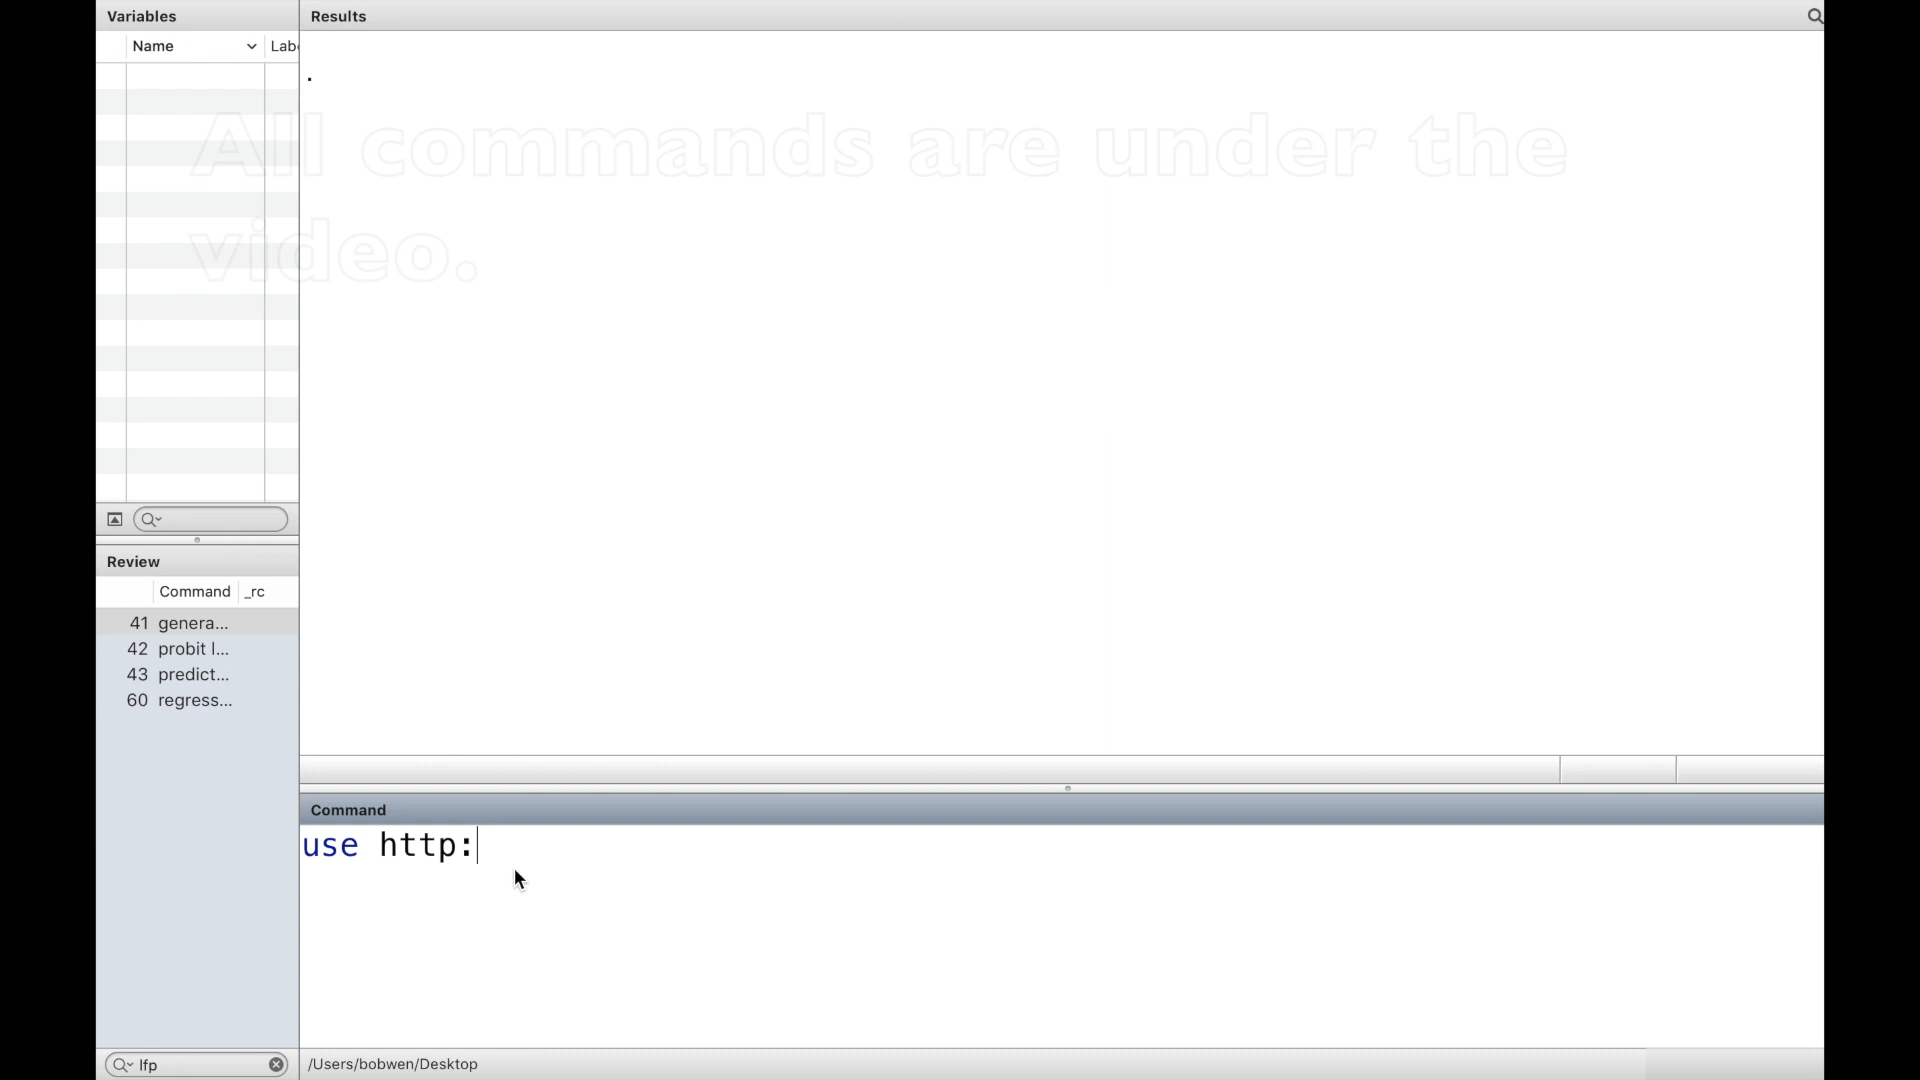 Variables
Results
Name
Labe
.
All commands are under the
video.
Review
Command
_rc
41 genera...
42 probit l...
43 predict...
60 regress...
Command
use http:
lfp
/Users/bobwen/Desktop